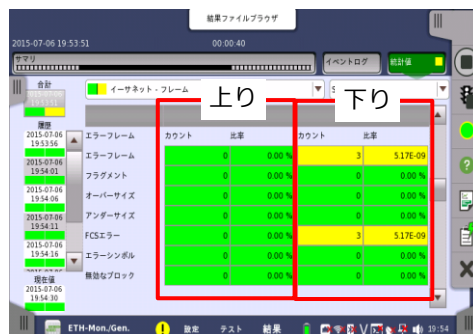 結果ファイルブラウザ
2015-07-06 19:53:51
00:00:40
サマリ
イベントログ
統計値
合計
2015-07-06
19:53:51
イーサネット - フレーム
S
上り
下り
履歴
2015-07-06
19:53:56
2015-07-06
19:54:01
2015-07-06
19:54:06
2015-07-06
19:54:11
2015-07-06
19:54:16
現在値
2015-07-06
19:54:30
エラーフレーム カウント 比率 カウント 比率
エラーフレーム 0 0.00 % 3 5.17E-09
フラグメント 0 0.00 % 0 0.00 %
オーバーサイズ 0 0.00 % 0 0.00 %
アンダーサイズ 0 0.00 % 0 0.00 %
FCSエラー 0 0.00 % 3 5.17E-09
エラーシンボル 0 0.00 % 0 0.00 %
無効なブロック 0 0.00 % 0 0.00 %
ETH-Mon./Gen.
設定
テスト
結果
19:54